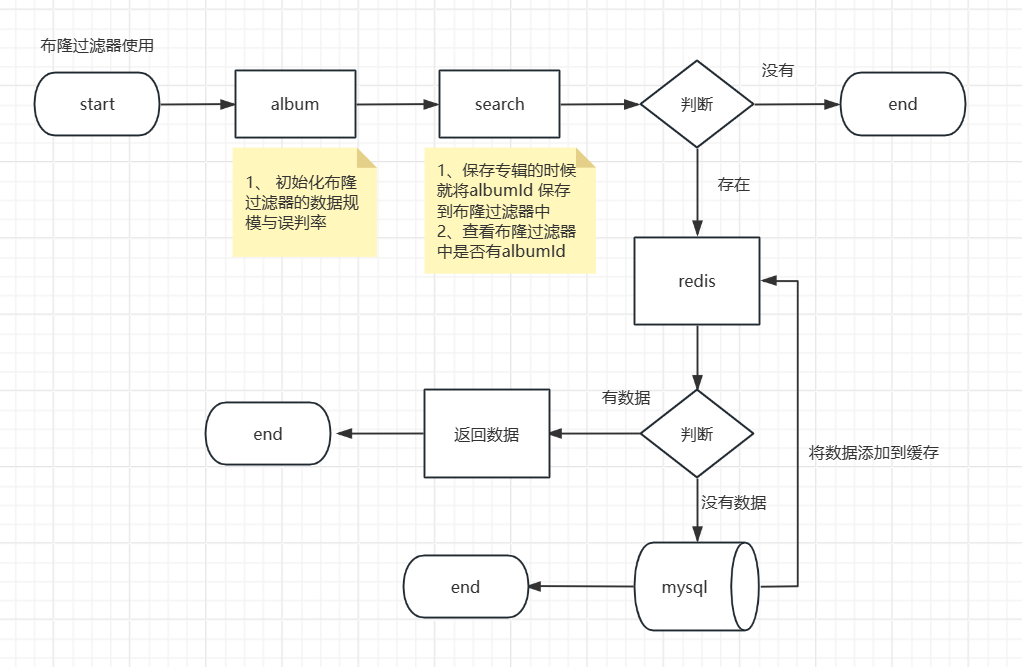 布隆过滤器使用
start
album
search
判断
没有
end
1、 初始化布隆
过滤器的数据规
模与误判率
1、保存专辑的时候
就将albumId 保存
到布隆过滤器中
2、查看布隆过滤器
中是否有albumId
存在
redis
有数据
判断
返回数据
end
将数据添加到缓存
没有数据
mysql
end